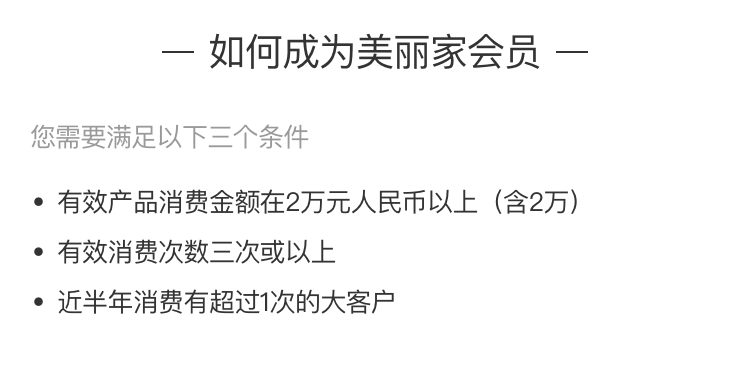 — 如何成为美丽家会员 —
您需要满足以下三个条件
• 有效产品消费金额在2万元人民币以上（含2万）
• 有效消费次数三次或以上
• 近半年消费有超过1次的大客户